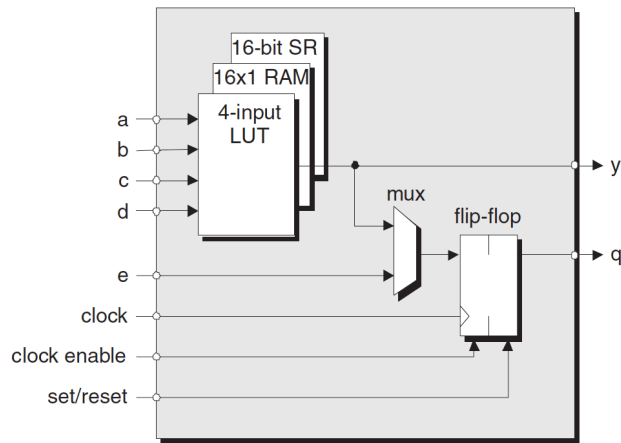 16-bit SR
16x1 RAM
4-input
LUT
a
b
c
d
e
clock
clock enable
set/reset
mux
flip-flop
y
q